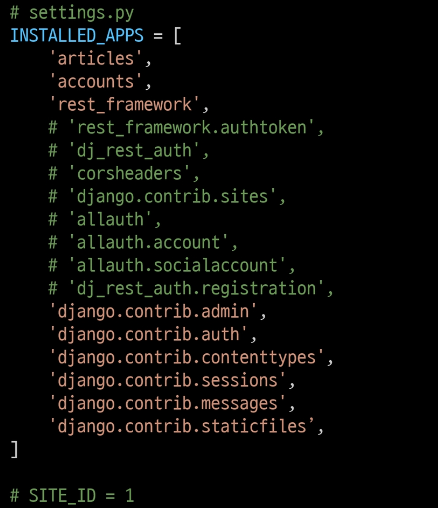 # settings.py
INSTALLED_APPS = [
    'articles',
    'accounts',
    'rest_framework',
    # 'rest_framework.authtoken',
    # 'dj_rest_auth',
    # 'corsheaders',
    # 'django.contrib.sites',
    # 'allauth',
    # 'allauth.account',
    # 'allauth.socialaccount',
    # 'dj_rest_auth.registration',
    'django.contrib.admin',
    'django.contrib.auth',
    'django.contrib.contenttypes',
    'django.contrib.sessions',
    'django.contrib.messages',
    'django.contrib.staticfiles’,
]
# SITE_ID = 1